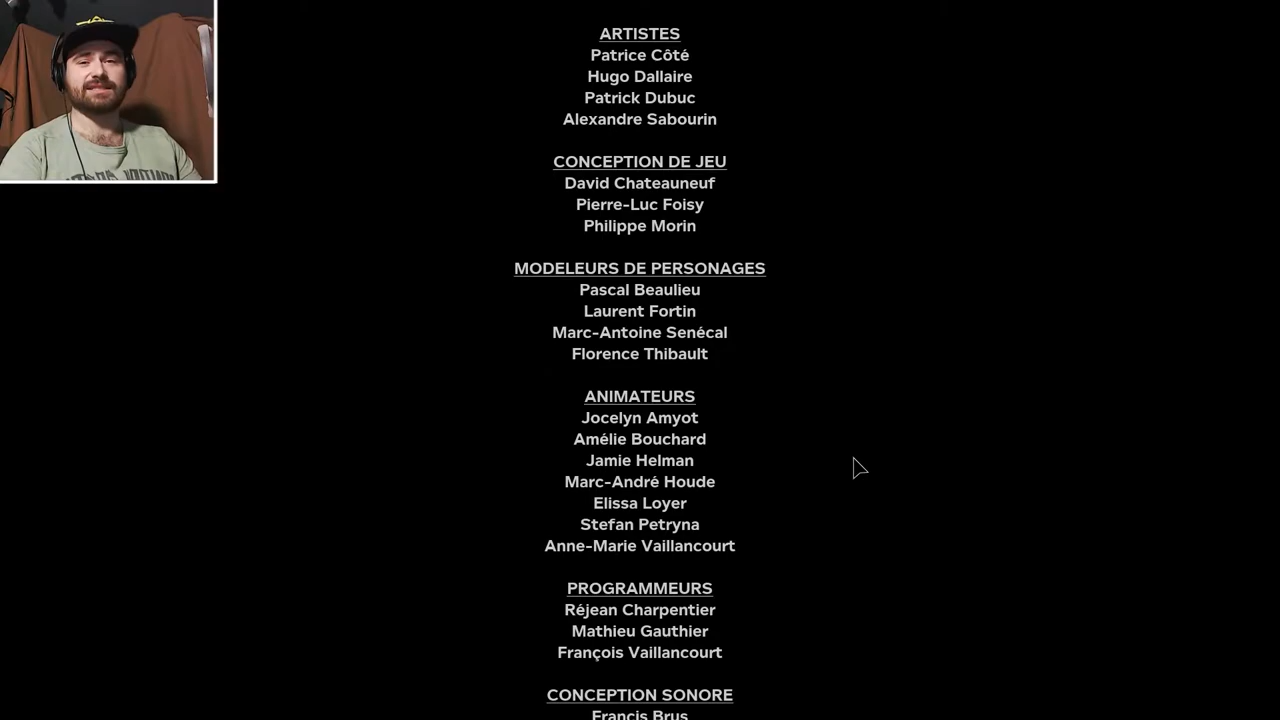 ARTISTES
Patrice Côté
Hugo Dallaire
Patrick Dubuc
Alexandre Sabourin
CONCEPTION DE JEU
David Chateauneuf
Pierre-Luc Foisy
Philippe Morin
MODELEURS DE PERSONAGES
Pascal Beaulieu
Laurent Fortin
Marc-Antoine Senécal
Florence Thibault
ANIMATEURS
Jocelyn Amyot
Amélie Bouchard
Jamie Helman
Marc-André Houde
Elissa Loyer
Stefan Petryna
Anne-Marie Vaillancourt
PROGRAMMEURS
Réjean Charpentier
Mathieu Gauthier
François Vaillancourt
CONCEPTION SONORE
Francis Brus